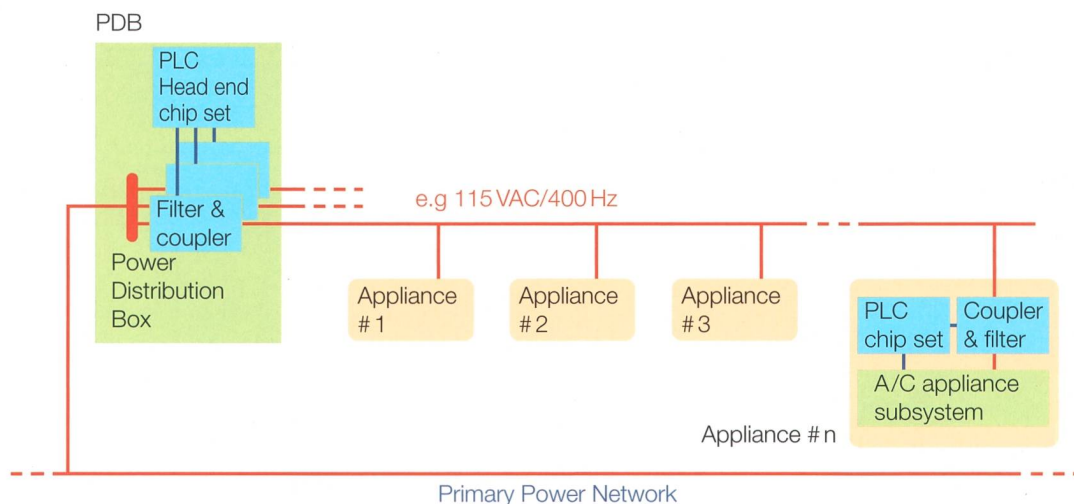 PDB
PLC
Head end
chip set
Filter &
coupler
Power
Distribution
Box
e.g 115 VAC/400 Hz
Appliance
# 1
Appliance
# 2
Appliance
# 3
PLC
chip set
Coupler
& filter
A/C appliance
subsystem
Appliance # n
Primary Power Network